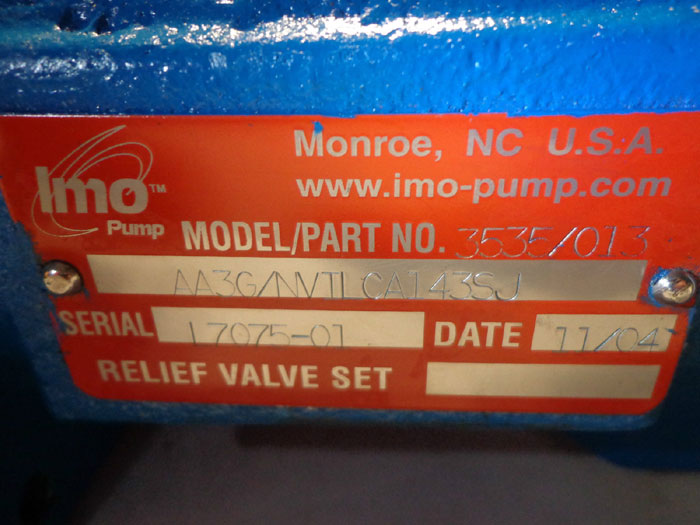 Monroe, NC U.S.A.
Imo™
Pump
www.imo-pump.com
MODEL/PART NO. 3535/013
AA3G/NVILCA143SJ
SERIAL 17075-01 DATE 11/04
RELIEF VALVE SET